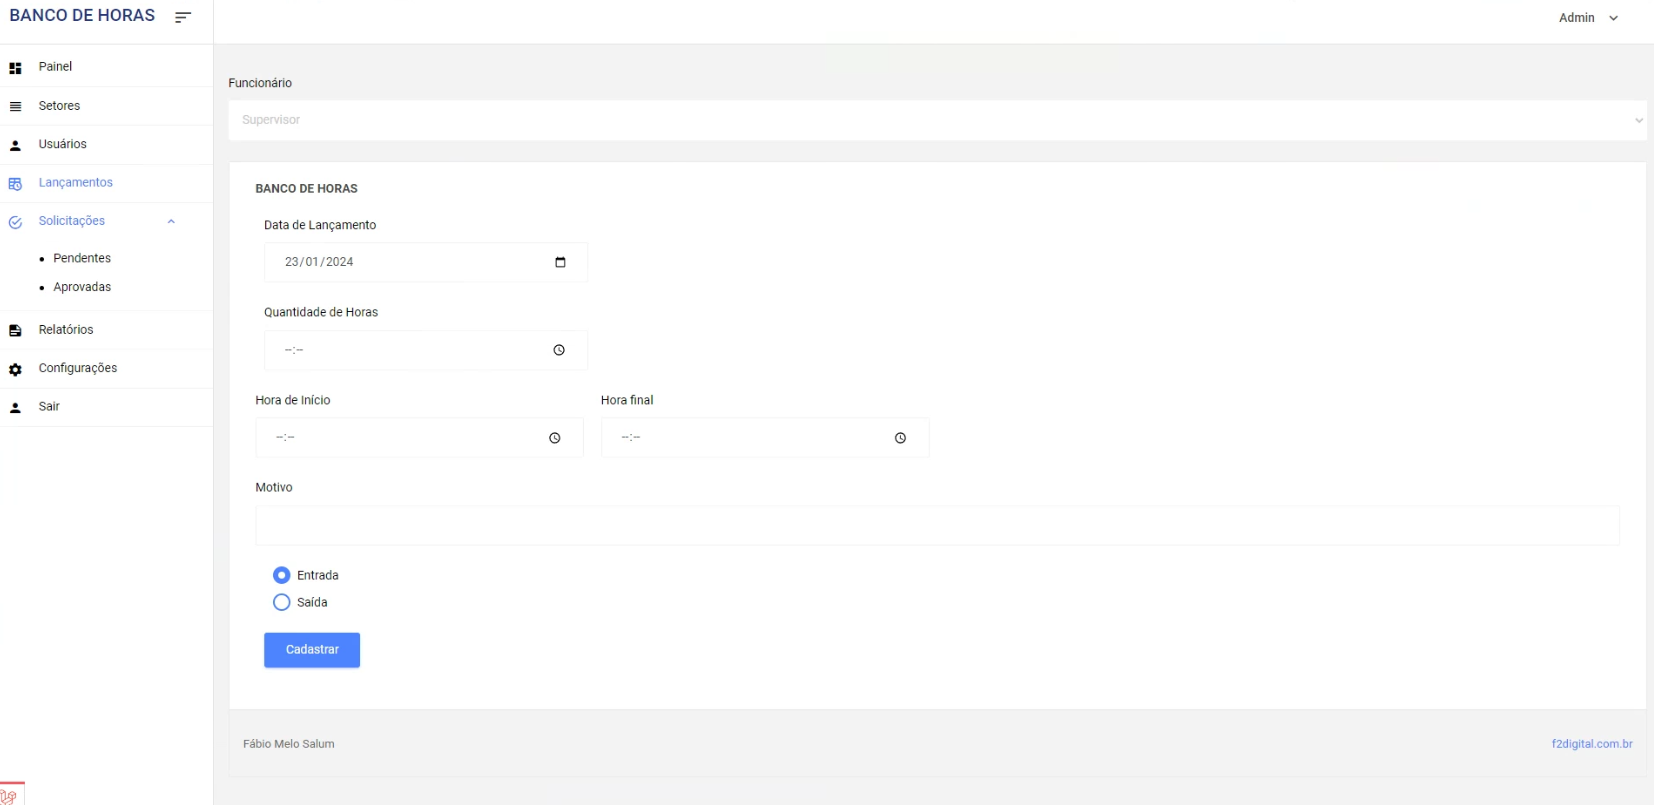 BANCO DE HORAS
Admin
Painel
Setores
Usuários
Lançamentos
Solicitações
Pendentes
Aprovadas
Relatórios
Configurações
Sair
Funcionário
Supervisor
BANCO DE HORAS
Data de Lançamento
23/01/2024
Quantidade de Horas
--:--
Hora de Início Hora final
--:-- --:--
Motivo
Entrada
Saída
Cadastrar
Fábio Melo Salum f2digital.com.br